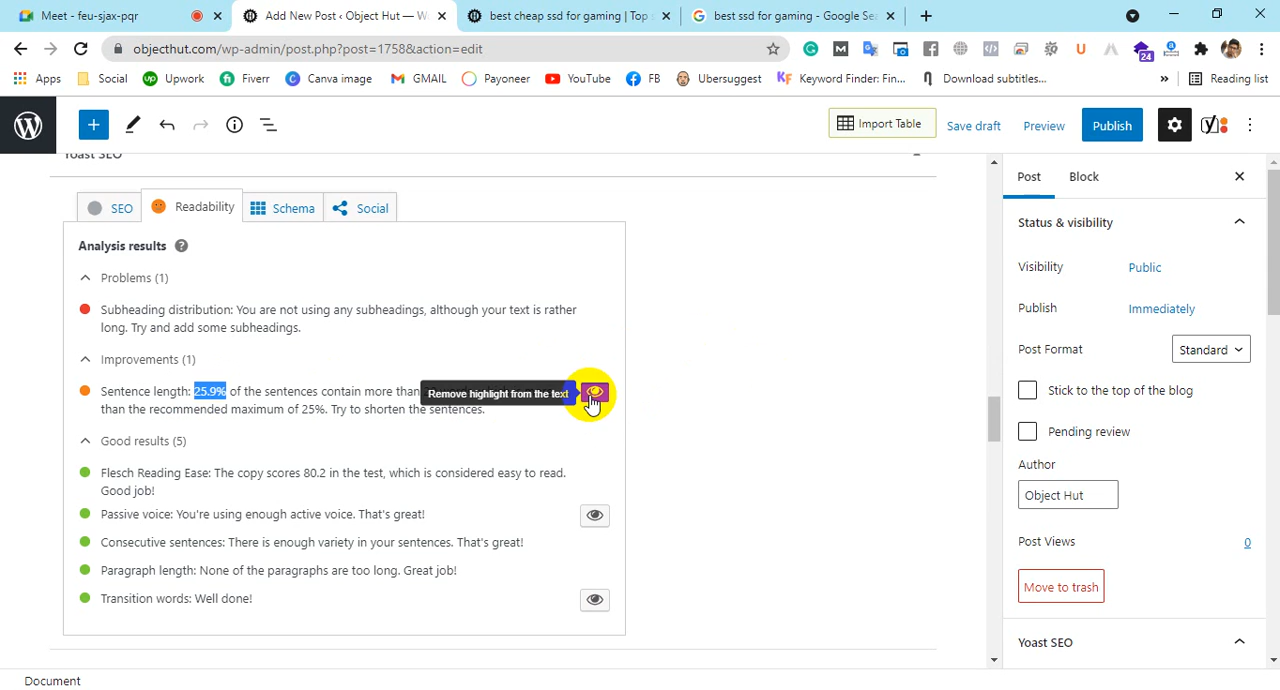 Meet - feu-sjax-pqr
Add New Post ‹ Object Hut — W
best cheap ssd for gaming | Top
best ssd for gaming - Google Se
objecthut.com/wp-admin/post.php?post=1758&action=edit
24
Apps
Social
Upwork
Fiverr
Canva image
GMAIL
Payoneer
YouTube
FB
Ubersuggest
Keyword Finder: Fin...
Download subtitles...
»
Reading list
Import Table
Save draft
Preview
Publish
Yoast SEO
SEO
Readability
Schema
Social
Analysis results
Problems (1)
Subheading distribution: You are not using any subheadings, although your text is rather
long. Try and add some subheadings.
Improvements (1)
Sentence length: 25.9% of the sentences contain more than
Remove highlight from the text
than the recommended maximum of 25%. Try to shorten the sentences.
Good results (5)
Flesch Reading Ease: The copy scores 80.2 in the test, which is considered easy to read.
Good job!
Passive voice: You're using enough active voice. That's great!
Consecutive sentences: There is enough variety in your sentences. That's great!
Paragraph length: None of the paragraphs are too long. Great job!
Transition words: Well done!
Post
Block
Status & visibility
Visibility
Public
Publish
Immediately
Post Format
Standard
Stick to the top of the blog
Pending review
Author
Object Hut
Post Views
0
Move to trash
Yoast SEO
Document